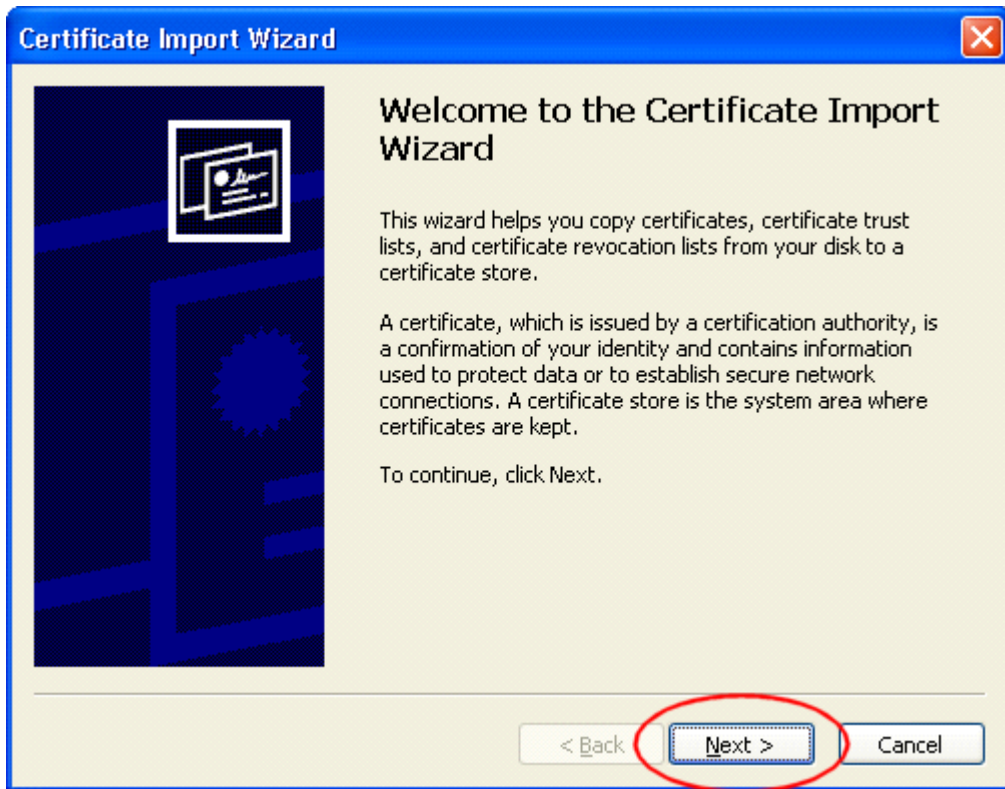 Certificate Import Wizard
Welcome to the Certificate Import
Wizard
This wizard helps you copy certificates, certificate trust
lists, and certificate revocation lists from your disk to a
certificate store.
A certificate, which is issued by a certification authority, is
a confirmation of your identity and contains information
used to protect data or to establish secure network
connections. A certificate store is the system area where
certificates are kept.
To continue, click Next.
< Back Next > Cancel